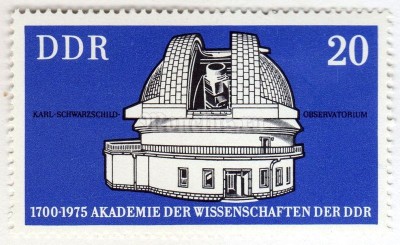 DDR 20
KARL-SCHWARZSCHILD- OBSERVATORIUM
1700-1975 AKADEMIE DER WISSENSCHAFTEN DER DDR